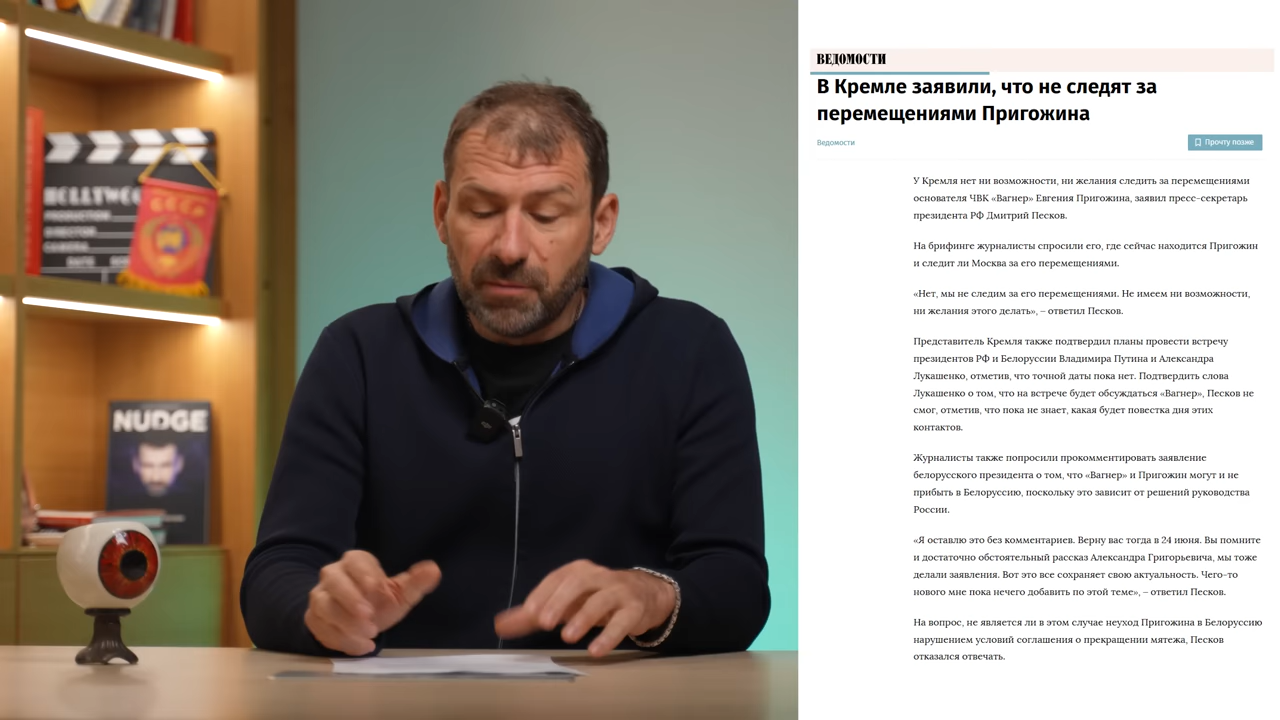 HOLLYWOO
PRODUCTION
DIRECTOR
CAMERA
DATE
СССР
NUDGE
ВЕДОМОСТИ
В Кремле заявили, что не следят за
перемещениями Пригожина
Ведомости
Прочту позже
У Кремля нет ни возможности, ни желания следить за перемещениями
основателя ЧВК «Вагнер» Евгения Пригожина, заявил пресс-секретарь
президента РФ Дмитрий Песков.
На брифинге журналисты спросили его, где сейчас находится Пригожин
и следит ли Москва за его перемещениями.
«Нет, мы не следим за его перемещениями. Не имеем ни возможности,
ни желания этого делать», – ответил Песков.
Представитель Кремля также подтвердил планы провести встречу
президентов РФ и Белоруссии Владимира Путина и Александра
Лукашенко, отметив, что точной даты пока нет. Подтвердить слова
Лукашенко о том, что на встрече будет обсуждаться «Вагнер», Песков не
смог, отметив, что пока не знает, какая будет повестка дня этих
контактов.
Журналисты также попросили прокомментировать заявление
белорусского президента о том, что «Вагнер» и Пригожин могут и не
прибыть в Белоруссию, поскольку это зависит от решений руководства
России.
«Я оставлю это без комментариев. Верну вас тогда в 24 июня. Вы помните
и достаточно обстоятельный рассказ Александра Григорьевича, мы тоже
делали заявления. Вот это все сохраняет свою актуальность. Чего-то
нового мне пока нечего добавить по этой теме», – ответил Песков.
На вопрос, не является ли в этом случае неуход Пригожина в Белоруссию
нарушением условий соглашения о прекращении мятежа, Песков
отказался отвечать.